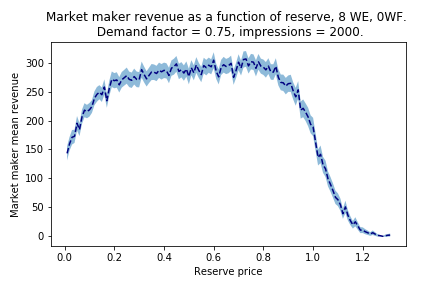 Market maker revenue as a function of reserve, 8 WE, 0WF.
Demand factor = 0.75, impressions = 2000.
Market maker mean revenue
300
250
200
150
100
50
0
0.0 0.2 0.4 0.6 0.8 1.0 1.2
Reserve price